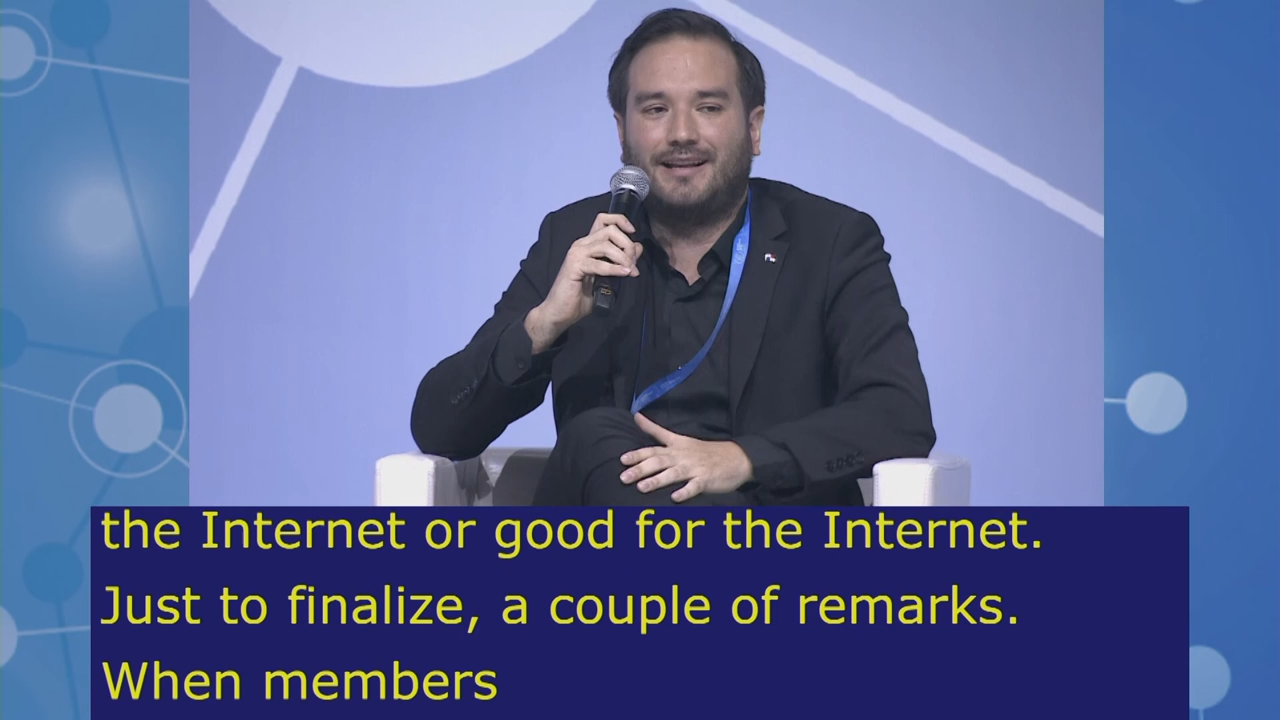 the Internet or good for the Internet.
Just to finalize, a couple of remarks.
When members